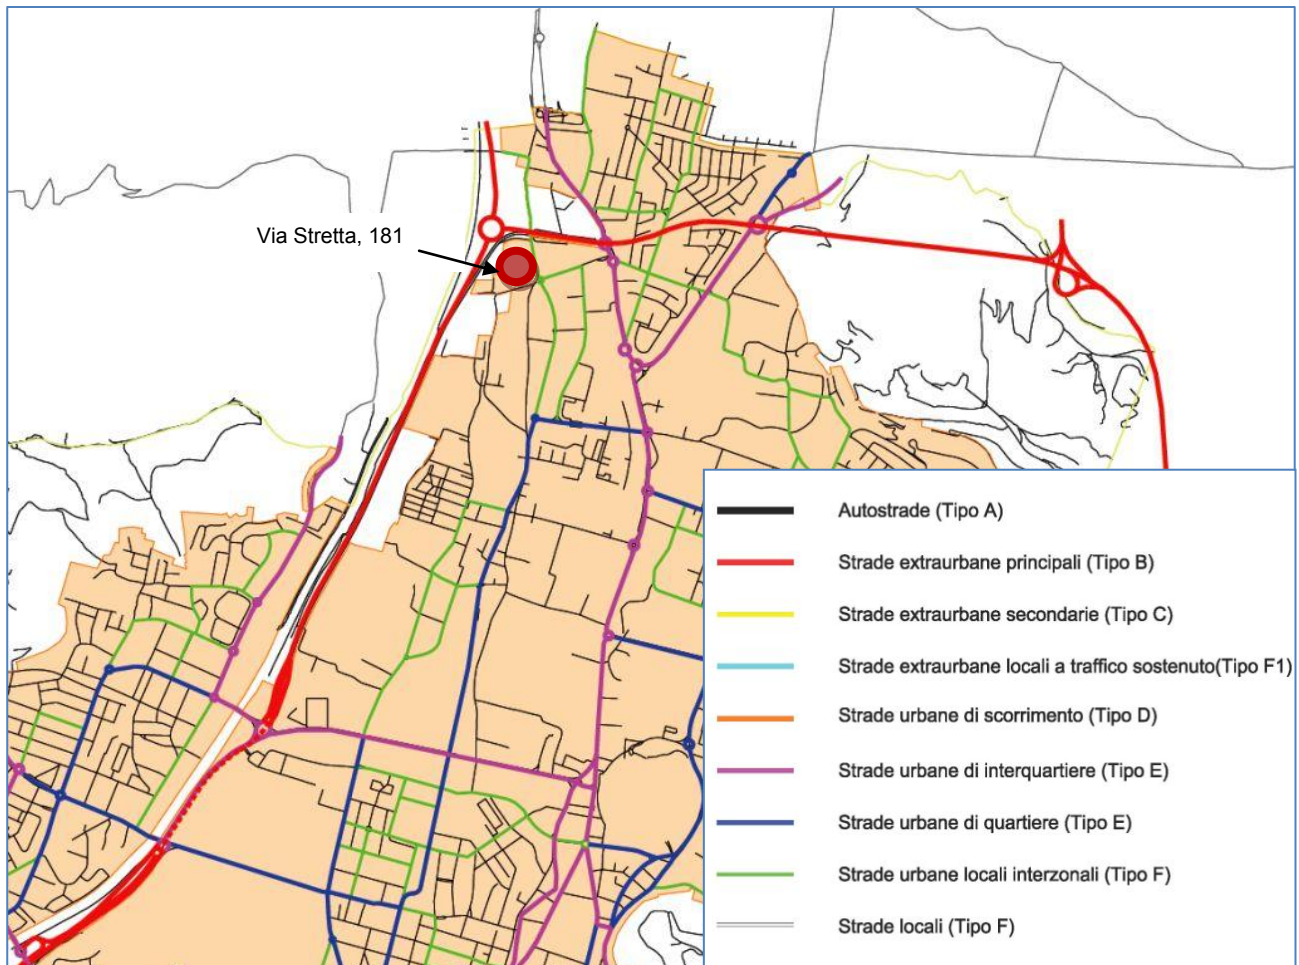 Via Stretta, 181
Autostrade (Tipo A)
Strade extraurbane principali (Tipo B)
Strade extraurbane secondarie (Tipo C)
Strade extraurbane locali a traffico sostenuto(Tipo F1)
Strade urbane di scorrimento (Tipo D)
Strade urbane di interquartiere (Tipo E)
Strade urbane di quartiere (Tipo E)
Strade urbane locali interzonali (Tipo F)
Strade locali (Tipo F)